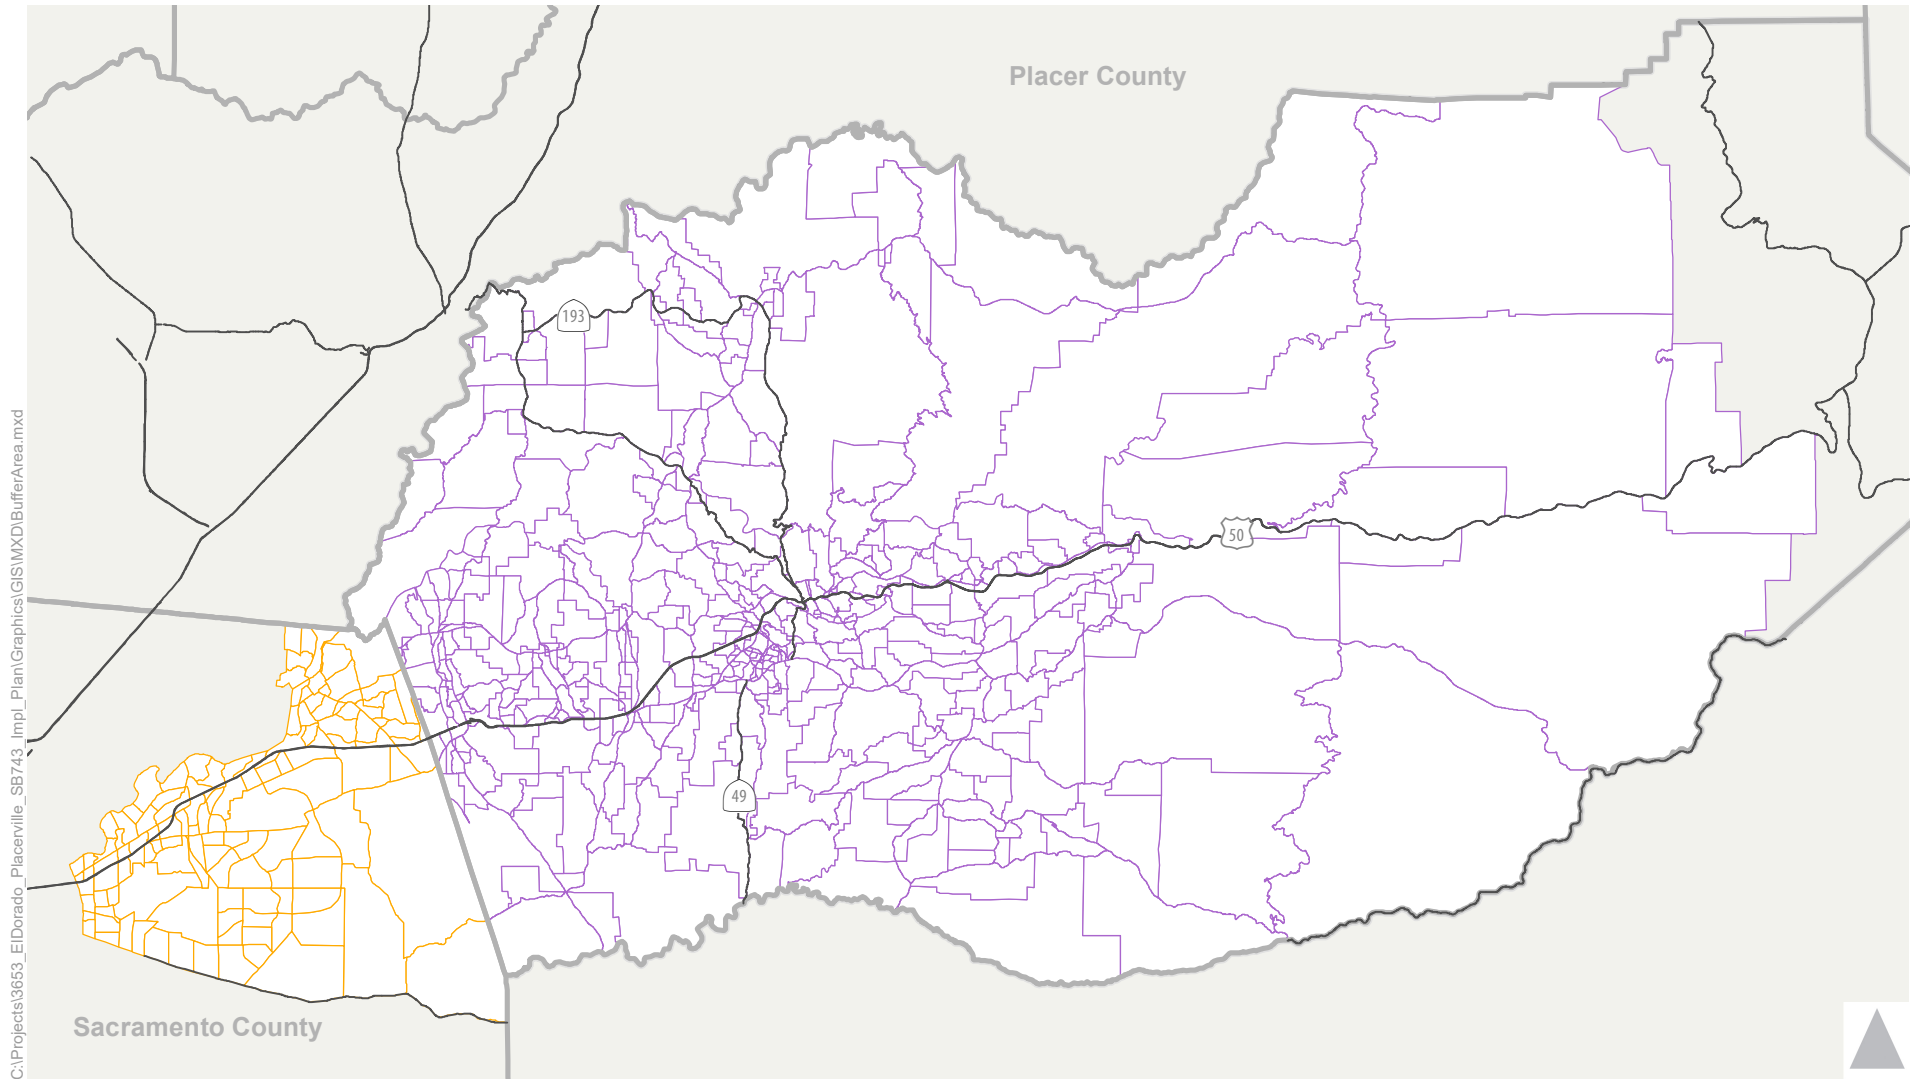 Placer County
193
50
49
Sacramento County
C:\Projects\3653_ElDorado_Placerville_SB743_Impl_Plan\Graphics\GIS\MXD\BufferArea.mxd